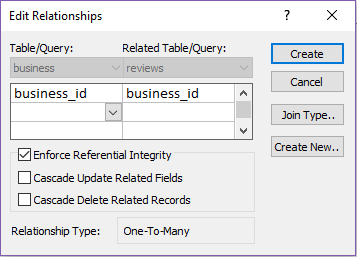 Edit Relationships
?
Table/Query:
Related Table/Query:
business
reviews
business_id
business_id
Create
Cancel
Join Type..
Create New..
Enforce Referential Integrity
Cascade Update Related Fields
Cascade Delete Related Records
Relationship Type:
One-To-Many